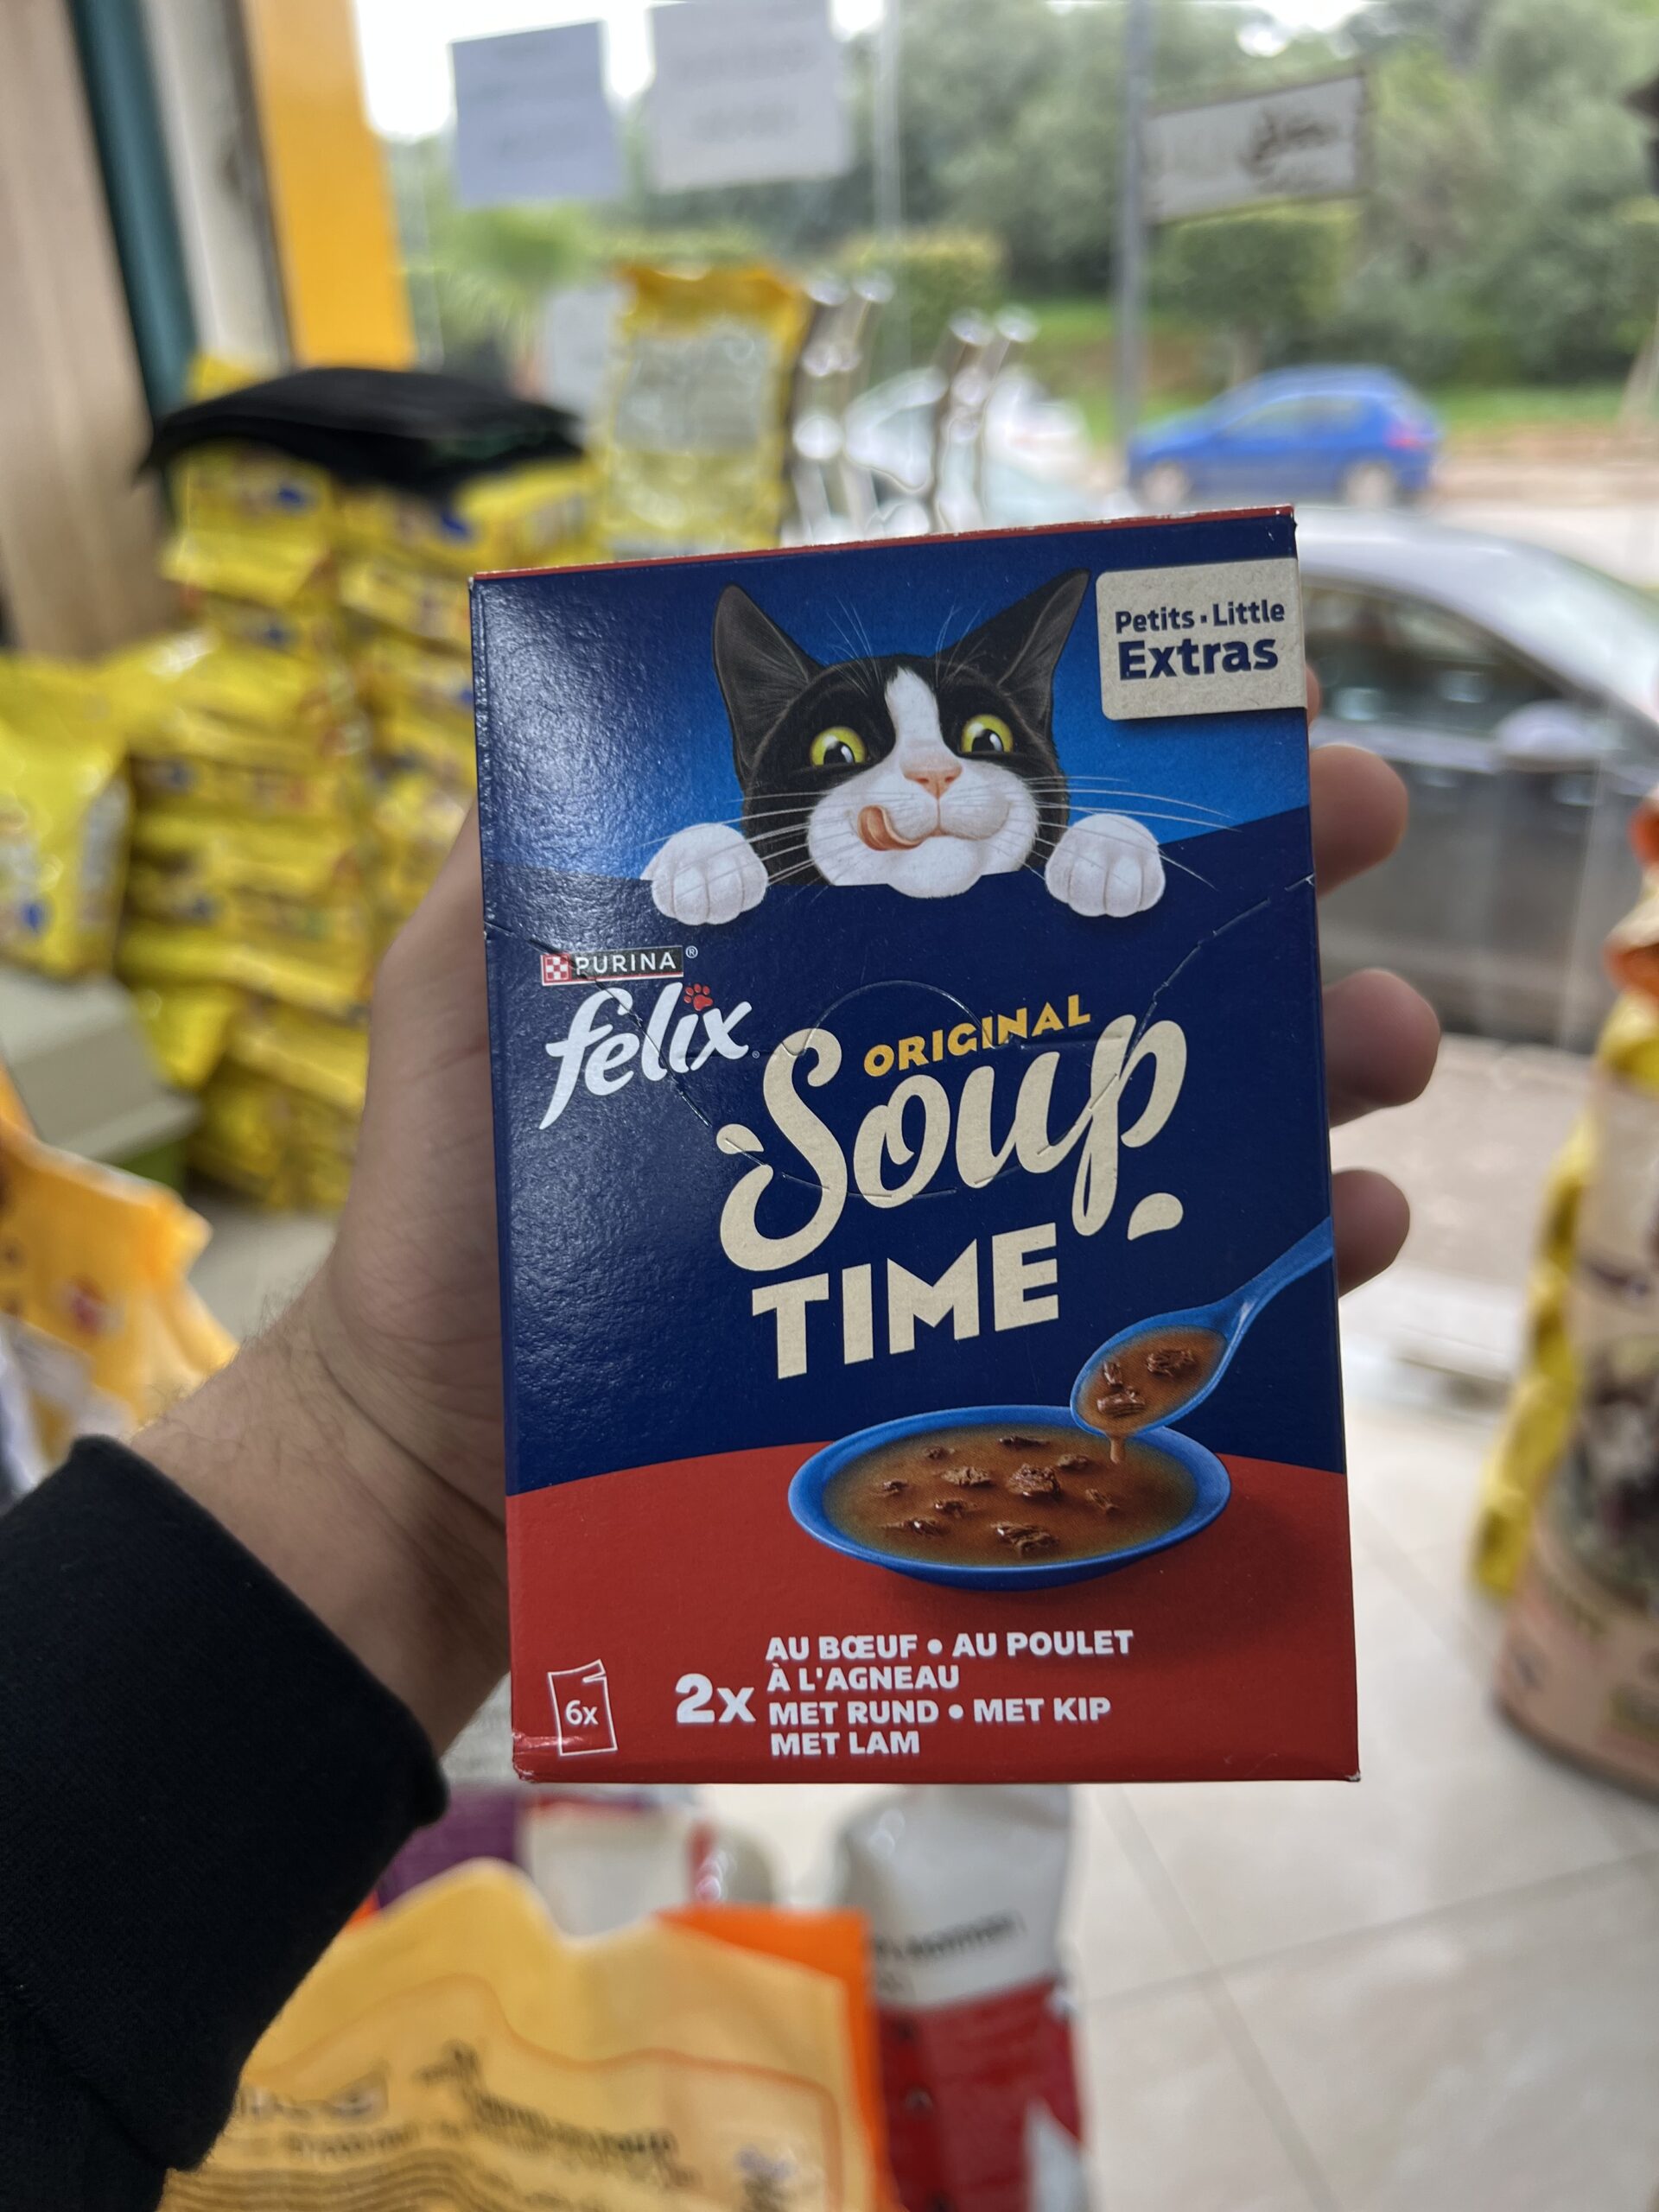 Petits · Little
Extras
PURINA®
felix®
ORIGINAL
Soup
TIME
6x
2x
AU BŒUF • AU POULET
À L'AGNEAU
MET RUND • MET KIP
MET LAM